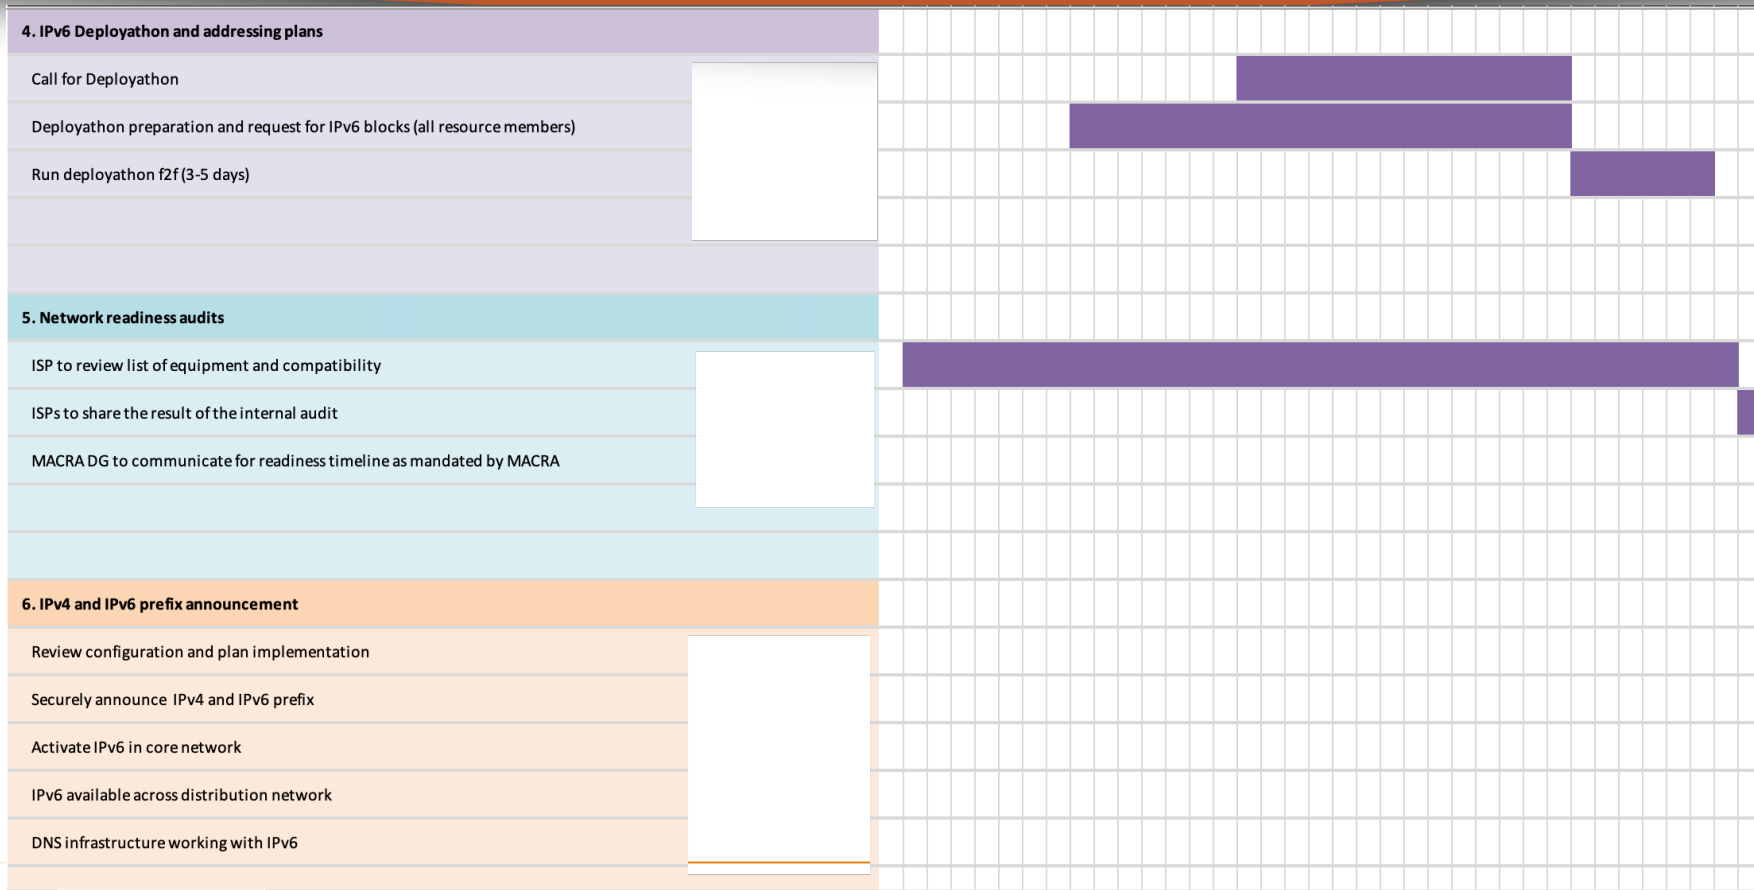 4. IPv6 Deployathon and addressing plans
Call for Deployathon
Deployathon preparation and request for IPv6 blocks (all resource members)
Run deployathon f2f (3-5 days)
5. Network readiness audits
ISP to review list of equipment and compatibility
ISPs to share the result of the internal audit
MACRA DG to communicate for readiness timeline as mandated by MACRA
6. IPv4 and IPv6 prefix announcement
Review configuration and plan implementation
Securely announce  IPv4 and IPv6 prefix
Activate IPv6 in core network
IPv6 available across distribution network
DNS infrastructure working with IPv6